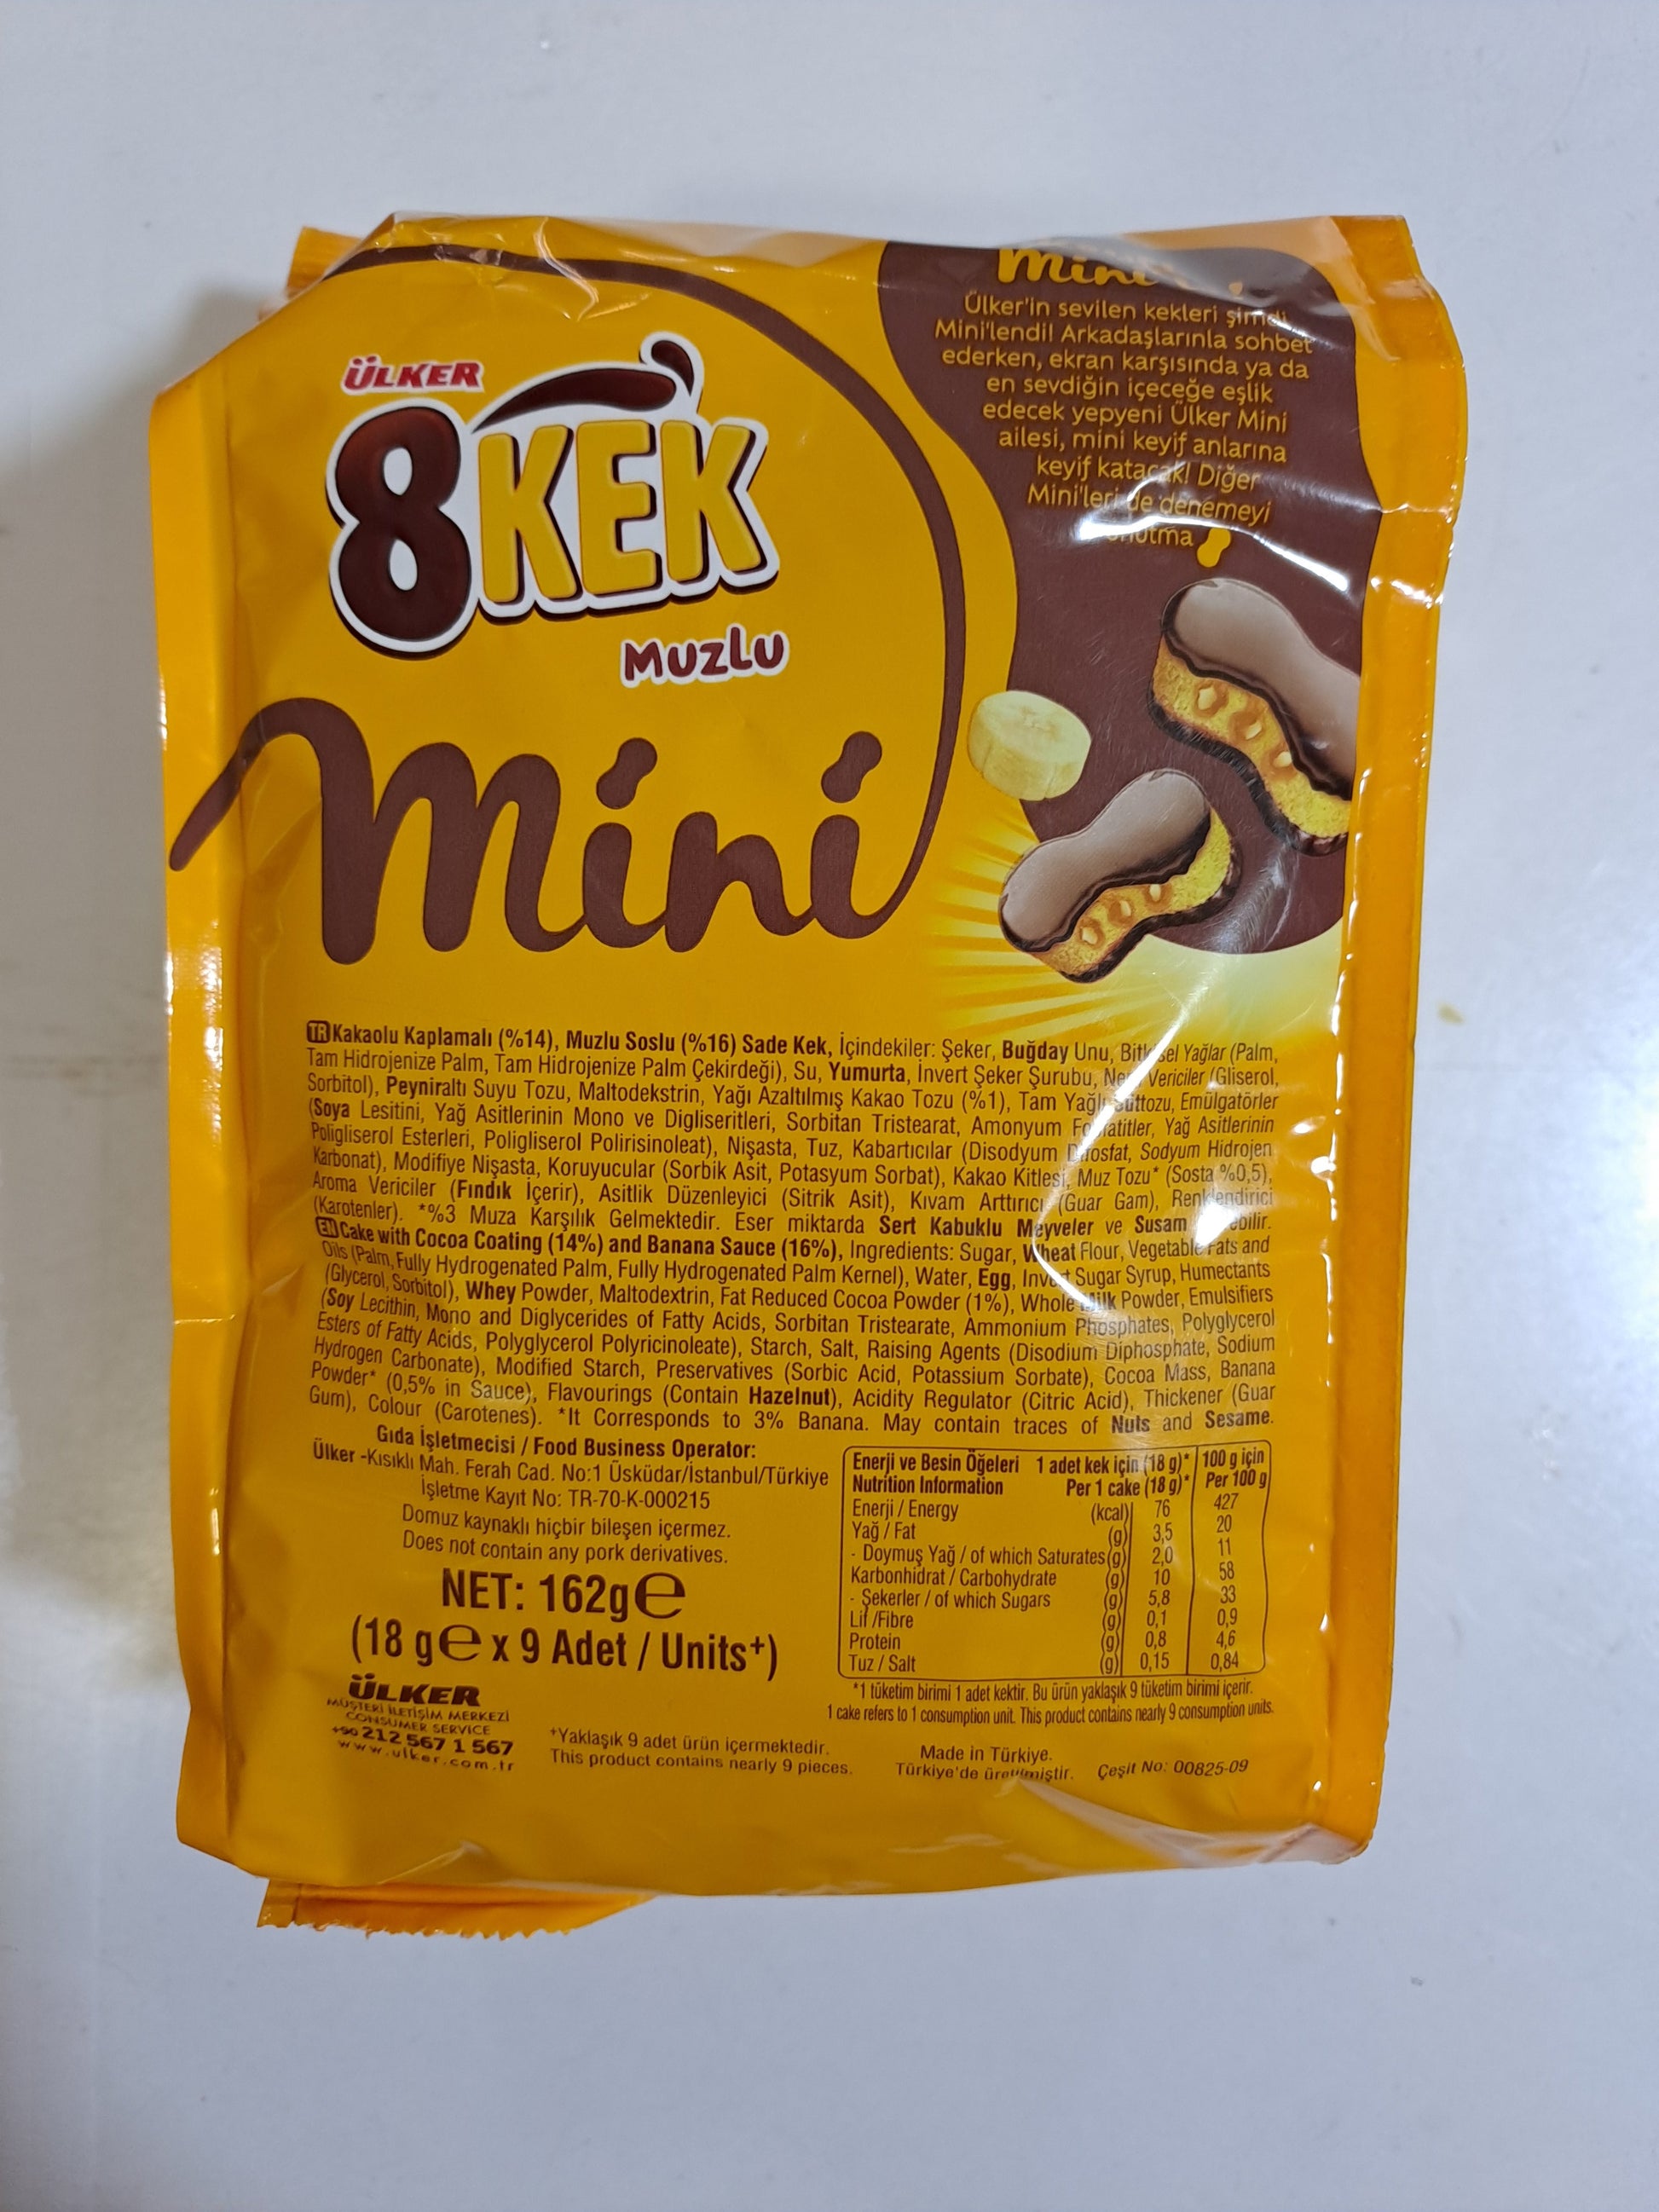 Mini
Ülker'in sevilen kekleri şimdi
Mini'lendi! Arkadaşlarınla sohbet
ederken, ekran karşısında ya da
en sevdiğin içeceğe eşlik
edecek yepyeni Ülker Mini
ailesi, mini keyif anlarına
keyif katacak! Diğer
Mini'leri de denemeyi
unutma
ÜLKER
8KEK
MUZLU
mini
TR Kakaolu Kaplamalı (%14), Muzlu Soslu (%16) Sade Kek, İçindekiler: Şeker, Buğday Unu, Bitkisel Yağlar (Palm,
Tam Hidrojenize Palm, Tam Hidrojenize Palm Çekirdeği), Su, Yumurta, İnvert Şeker Şurubu, Nem Vericiler (Gliserol,
Sorbitol), Peyniraltı Suyu Tozu, Maltodekstrin, Yağı Azaltılmış Kakao Tozu (%1), Tam Yağlı Süttozu, Emülgatörler
(Soya Lesitini, Yağ Asitlerinin Mono ve Digliseritleri, Sorbitan Tristearat, Amonyum Fosfatitler, Yağ Asitlerinin
Poligliserol Esterleri, Poligliserol Polirisinoleat), Nişasta, Tuz, Kabartıcılar (Disodyum Difosfat, Sodyum Hidrojen
Karbonat), Modifiye Nişasta, Koruyucular (Sorbik Asit, Potasyum Sorbat), Kakao Kitlesi, Muz Tozu* (Sosta %0,5),
Aroma Vericiler (Fındık İçerir), Asitlik Düzenleyici (Sitrik Asit), Kıvam Arttırıcı (Guar Gam), Renklendirici
(Karotenler). *%3 Muza Karşılık Gelmektedir. Eser miktarda Sert Kabuklu Meyveler ve Susam
EN Cake with Cocoa Coating (14%) and Banana Sauce (16%), Ingredients: Sugar, Wheat Flour, Vegetable Fats and
Oils (Palm, Fully Hydrogenated Palm, Fully Hydrogenated Palm Kernel), Water, Egg, Invert Sugar Syrup, Humectants
(Glycerol, Sorbitol), Whey Powder, Maltodextrin, Fat Reduced Cocoa Powder (1%), Whole Milk Powder, Emulsifiers
(Soy Lecithin, Mono and Diglycerides of Fatty Acids, Sorbitan Tristearate, Ammonium Phosphates, Polyglycerol
Esters of Fatty Acids, Polyglycerol Polyricinoleate), Starch, Salt, Raising Agents (Disodium Diphosphate, Sodium
Hydrogen Carbonate), Modified Starch, Preservatives (Sorbic Acid, Potassium Sorbate), Cocoa Mass, Banana
Powder* (0,5% in Sauce), Flavourings (Contain Hazelnut), Acidity Regulator (Citric Acid), Thickener (Guar
Gum), Colour (Carotenes). *It Corresponds to 3% Banana. May contain traces of Nuts and Sesame.
Gıda İşletmecisi / Food Business Operator:
Ülker -Kısıklı Mah. Ferah Cad. No:1 Üsküdar/İstanbul/Türkiye
İşletme Kayıt No: TR-70-K-000215
Domuz kaynaklı hiçbir bileşen içermez.
Does not contain any pork derivatives.
NET: 162g e
(18 g e x 9 Adet / Units+)
ÜLKER
MÜŞTERİ İLETİŞİM MERKEZİ
CONSUMER SERVICE
+90 212 567 1 567
www.ulker.com.tr
Enerji ve Besin Öğeleri 1 adet kek için (18 g)* 100 g için
Nutrition Information Per 1 cake (18 g)* Per 100 g
Enerji / Energy (kcal) 76 427
Yağ / Fat (g) 3,5 20
- Doymuş Yağ / of which Saturates (g) 2,0 11
Karbonhidrat / Carbohydrate (g) 10 58
- Şekerler / of which Sugars (g) 5,8 33
Lif /Fibre (g) 0,1 0,9
Protein (g) 0,8 4,6
Tuz / Salt (g) 0,15 0,84
*1 tüketim birimi 1 adet kektir. Bu ürün yaklaşık 9 tüketim birimi içerir.
1 cake refers to 1 consumption unit. This product contains nearly 9 consumption units.
+Yaklaşık 9 adet ürün içermektedir.
This product contains nearly 9 pieces.
Made in Türkiye.
Türkiye'de üretilmiştir. Çeşit No: 00825-09